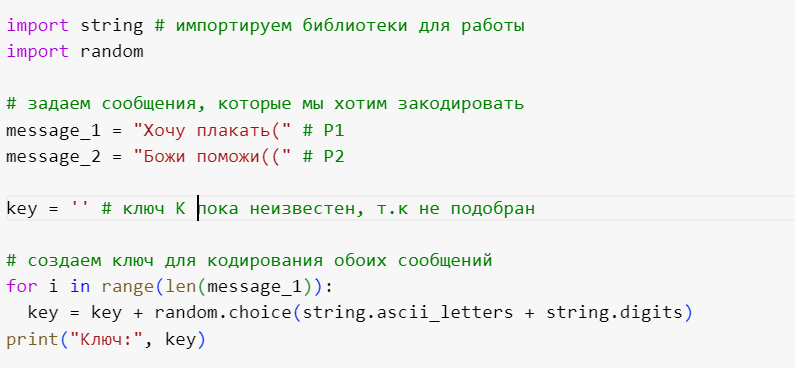 import string # импортируем библиотеки для работы
import random
# задаем сообщения, которые мы хотим закодировать
message_1 = "Хочу плакать(" # P1
message_2 = "Божи поможи((" # P2
key = '' # ключ К пока неизвестен, т.к не подобран
# создаем ключ для кодирования обоих сообщений
for i in range(len(message_1)):
key = key + random.choice(string.ascii_letters + string.digits)
print("Ключ:", key)